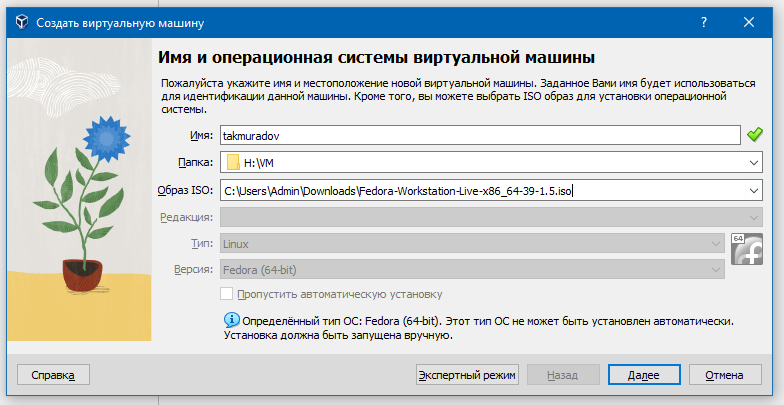 Создать виртуальную машину
Имя и операционная системы виртуальной машины
Пожалуйста укажите имя и местоположение новой виртуальной машины. Заданное Вами имя будет использоваться
для идентификации данной машины. Кроме того, вы можете выбрать ISO образ для установки операционной
системы.
Имя: takmuradov
Папка: H:\VM
Образ ISO: C:\Users\Admin\Downloads\Fedora-Workstation-Live-x86_64-39-1.5.iso
Редакция:
Тип: Linux
64
Версия: Fedora (64-bit)
Пропустить автоматическую установку
Определённый тип ОС: Fedora (64-bit). Этот тип ОС не может быть установлен автоматически.
Установка должна быть запущена вручную.
Справка Экспертный режим Назад Далее Отмена